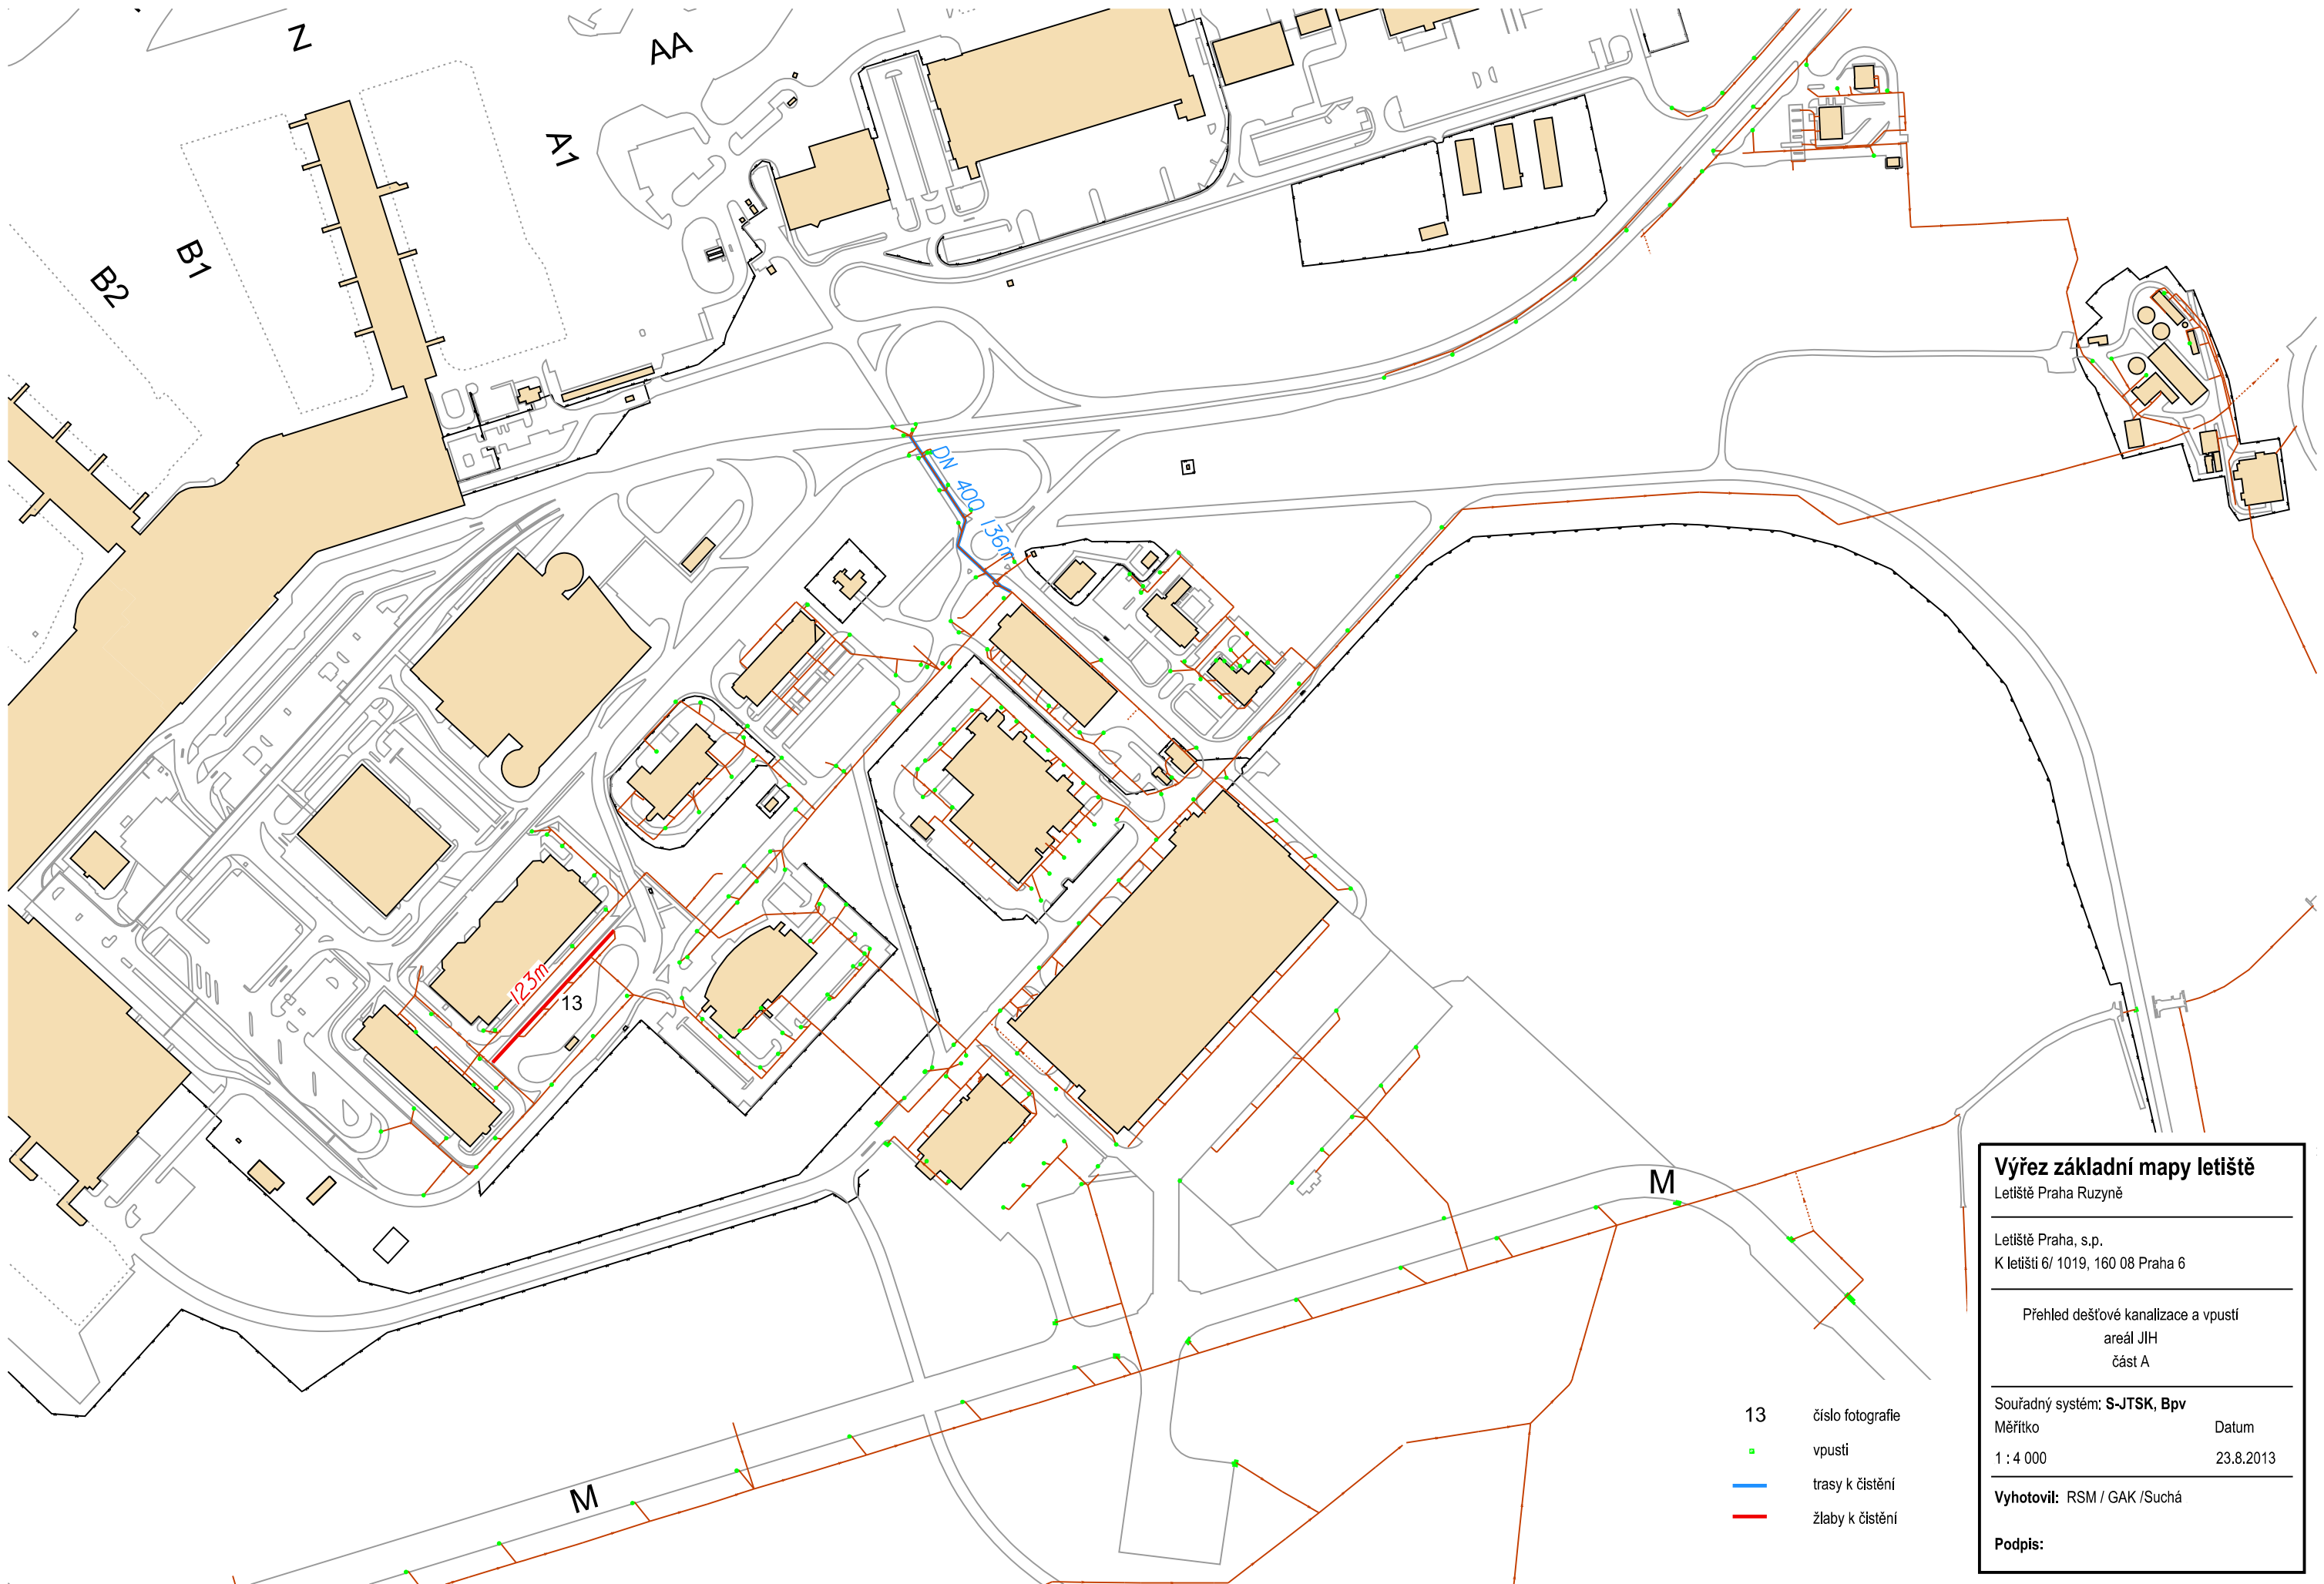 Z
AA
A1
B1
B2
DN 400 136m
123m
13
M
M
13 číslo fotografie
vpusti
trasy k čistění
žlaby k čistění
Výřez základní mapy letiště
Letiště Praha Ruzyně
Letiště Praha, s.p.
K letišti 6/ 1019, 160 08 Praha 6
Přehled dešťové kanalizace a vpustí
areál JIH
část A
Souřadný systém: S-JTSK, Bpv
Měřítko Datum
1 : 4 000 23.8.2013
Vyhotovil: RSM / GAK /Suchá
Podpis: